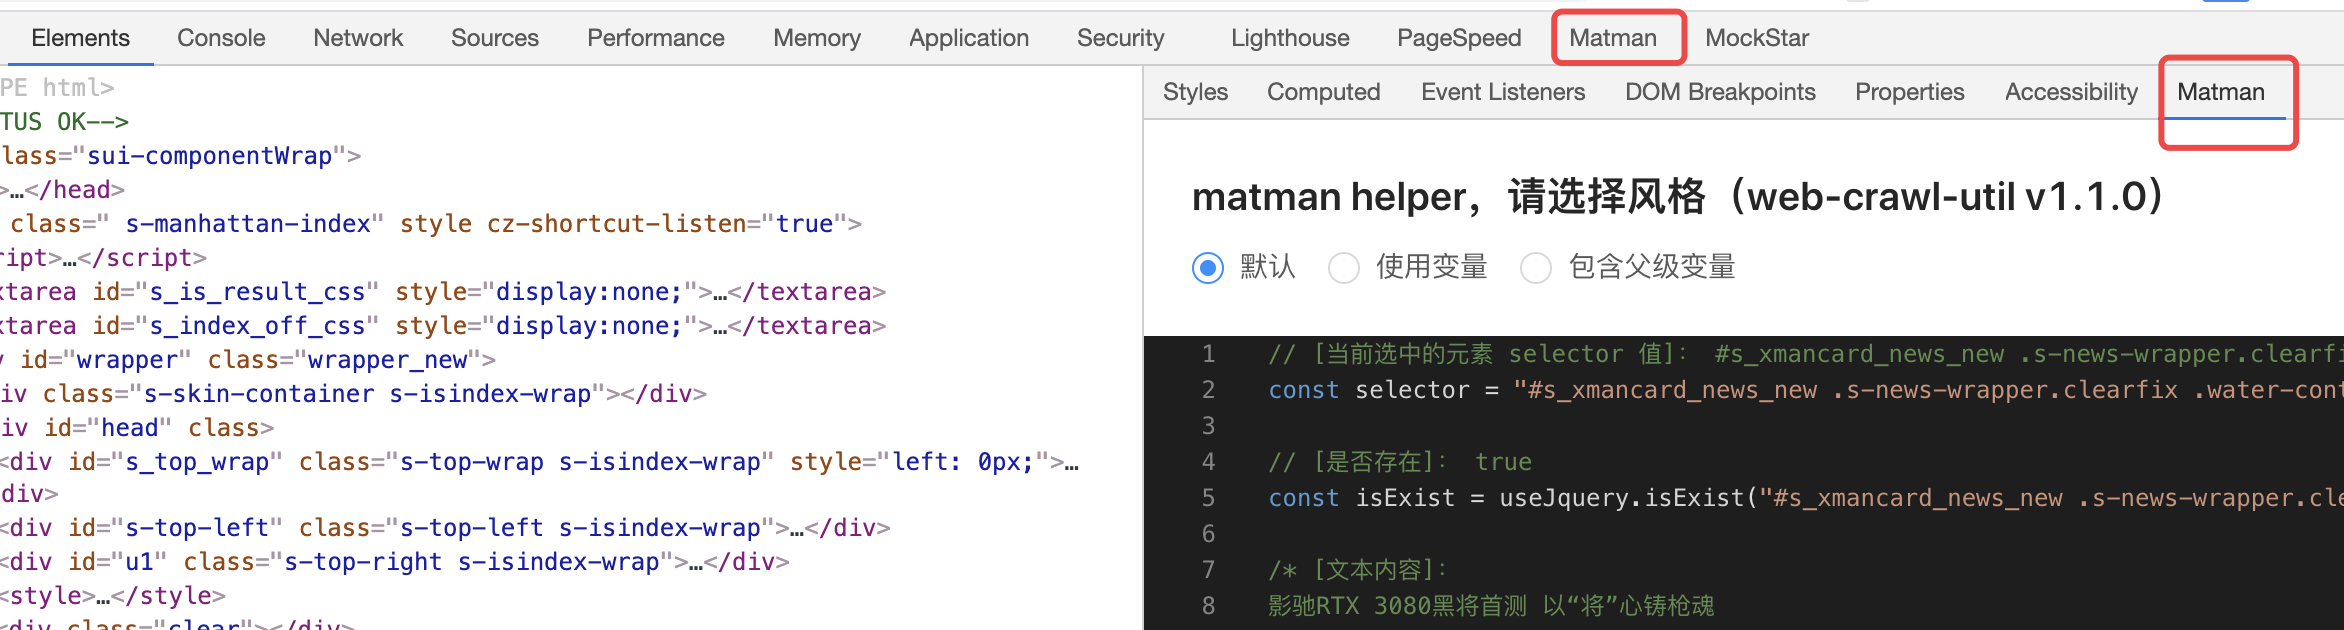 Elements Console Network Sources Performance Memory Application Security Lighthouse PageSpeed Matman MockStar
PE html>
TUS OK-->
lass="sui-componentWrap">
>…</head>
class=" s-manhattan-index" style cz-shortcut-listen="true">
ript>…</script>
xtarea id="s_is_result_css" style="display:none;">…</textarea>
xtarea id="s_index_off_css" style="display:none;">…</textarea>
id="wrapper" class="wrapper_new">
iv class="s-skin-container s-isindex-wrap"></div>
iv id="head" class>
<div id="s_top_wrap" class="s-top-wrap s-isindex-wrap" style="left: 0px;">…
div>
<div id="s-top-left" class="s-top-left s-isindex-wrap">…</div>
<div id="u1" class="s-top-right s-isindex-wrap">…</div>
<style>…</style>
<div class="clear"></div>
Styles Computed Event Listeners DOM Breakpoints Properties Accessibility Matman
matman helper，请选择风格（web-crawl-util v1.1.0）
默认 使用变量 包含父级变量
1 // [当前选中的元素 selector 值]： #s_xmancard_news_new .s-news-wrapper.clearfi
2 const selector = "#s_xmancard_news_new .s-news-wrapper.clearfix .water-cont
3
4 // [是否存在]： true
5 const isExist = useJquery.isExist("#s_xmancard_news_new .s-news-wrapper.cle
6
7 /* [文本内容]：
8 影驰RTX 3080黑将首测 以“将”心铸枪魂